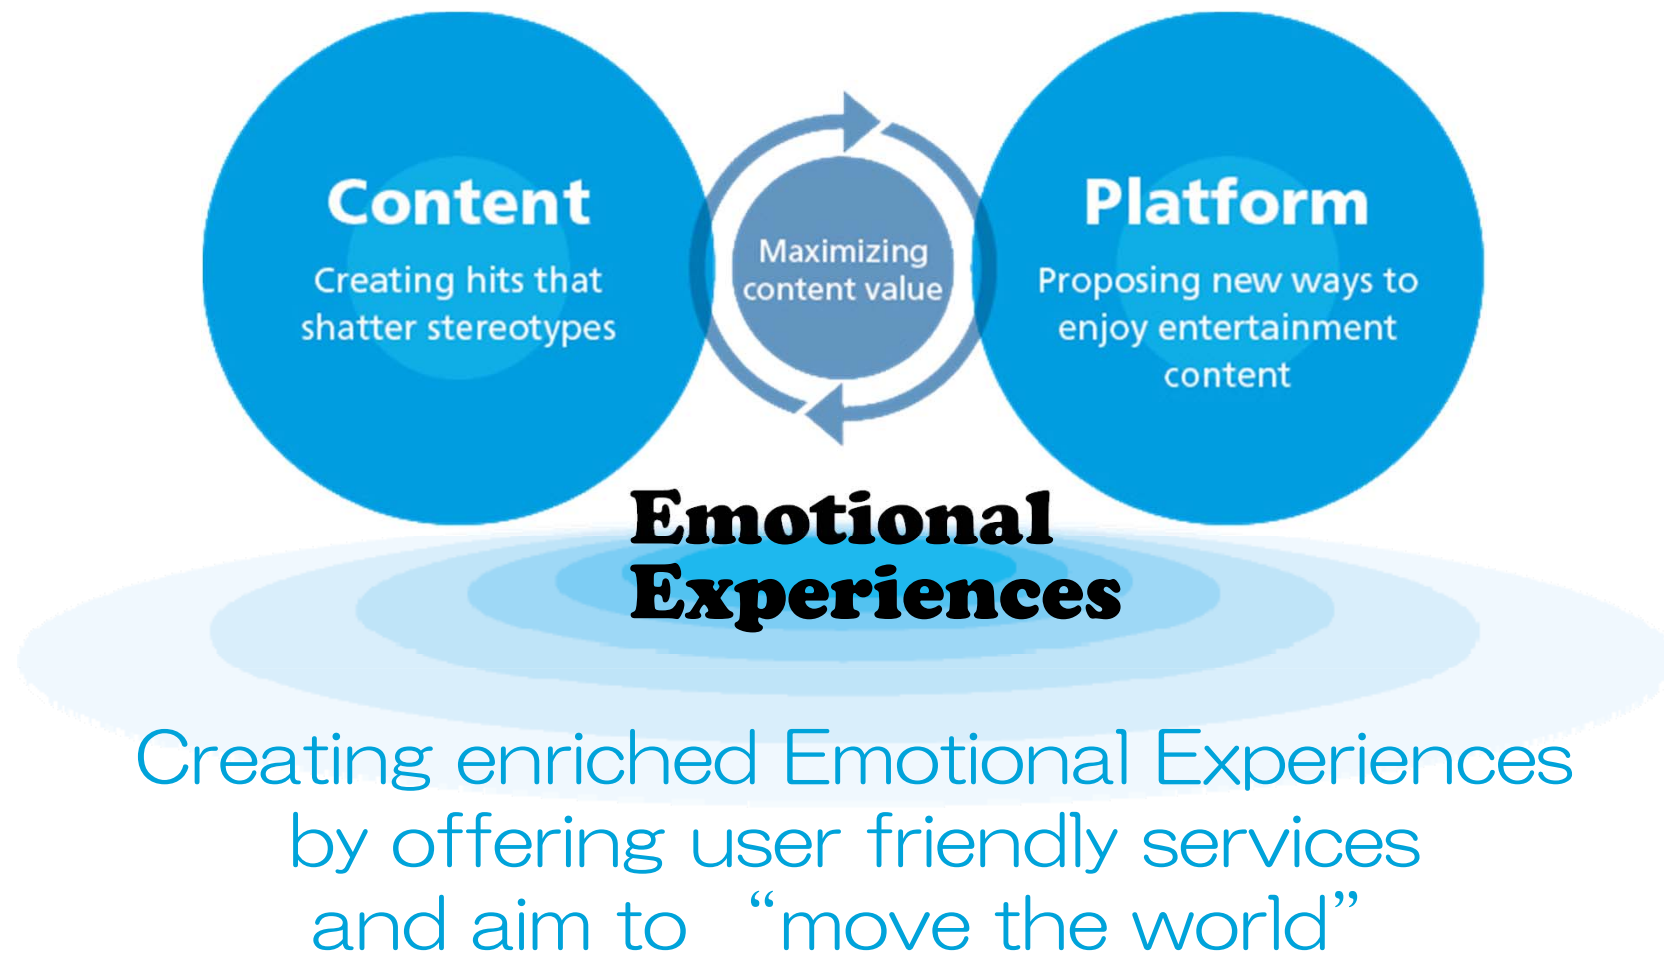 Content
Creating hits that
shatter stereotypes
Maximizing
content value
Platform
Proposing new ways to
enjoy entertainment
content
Emotional
Experiences
Creating enriched Emotional Experiences
by offering user friendly services
and aim to “move the world”